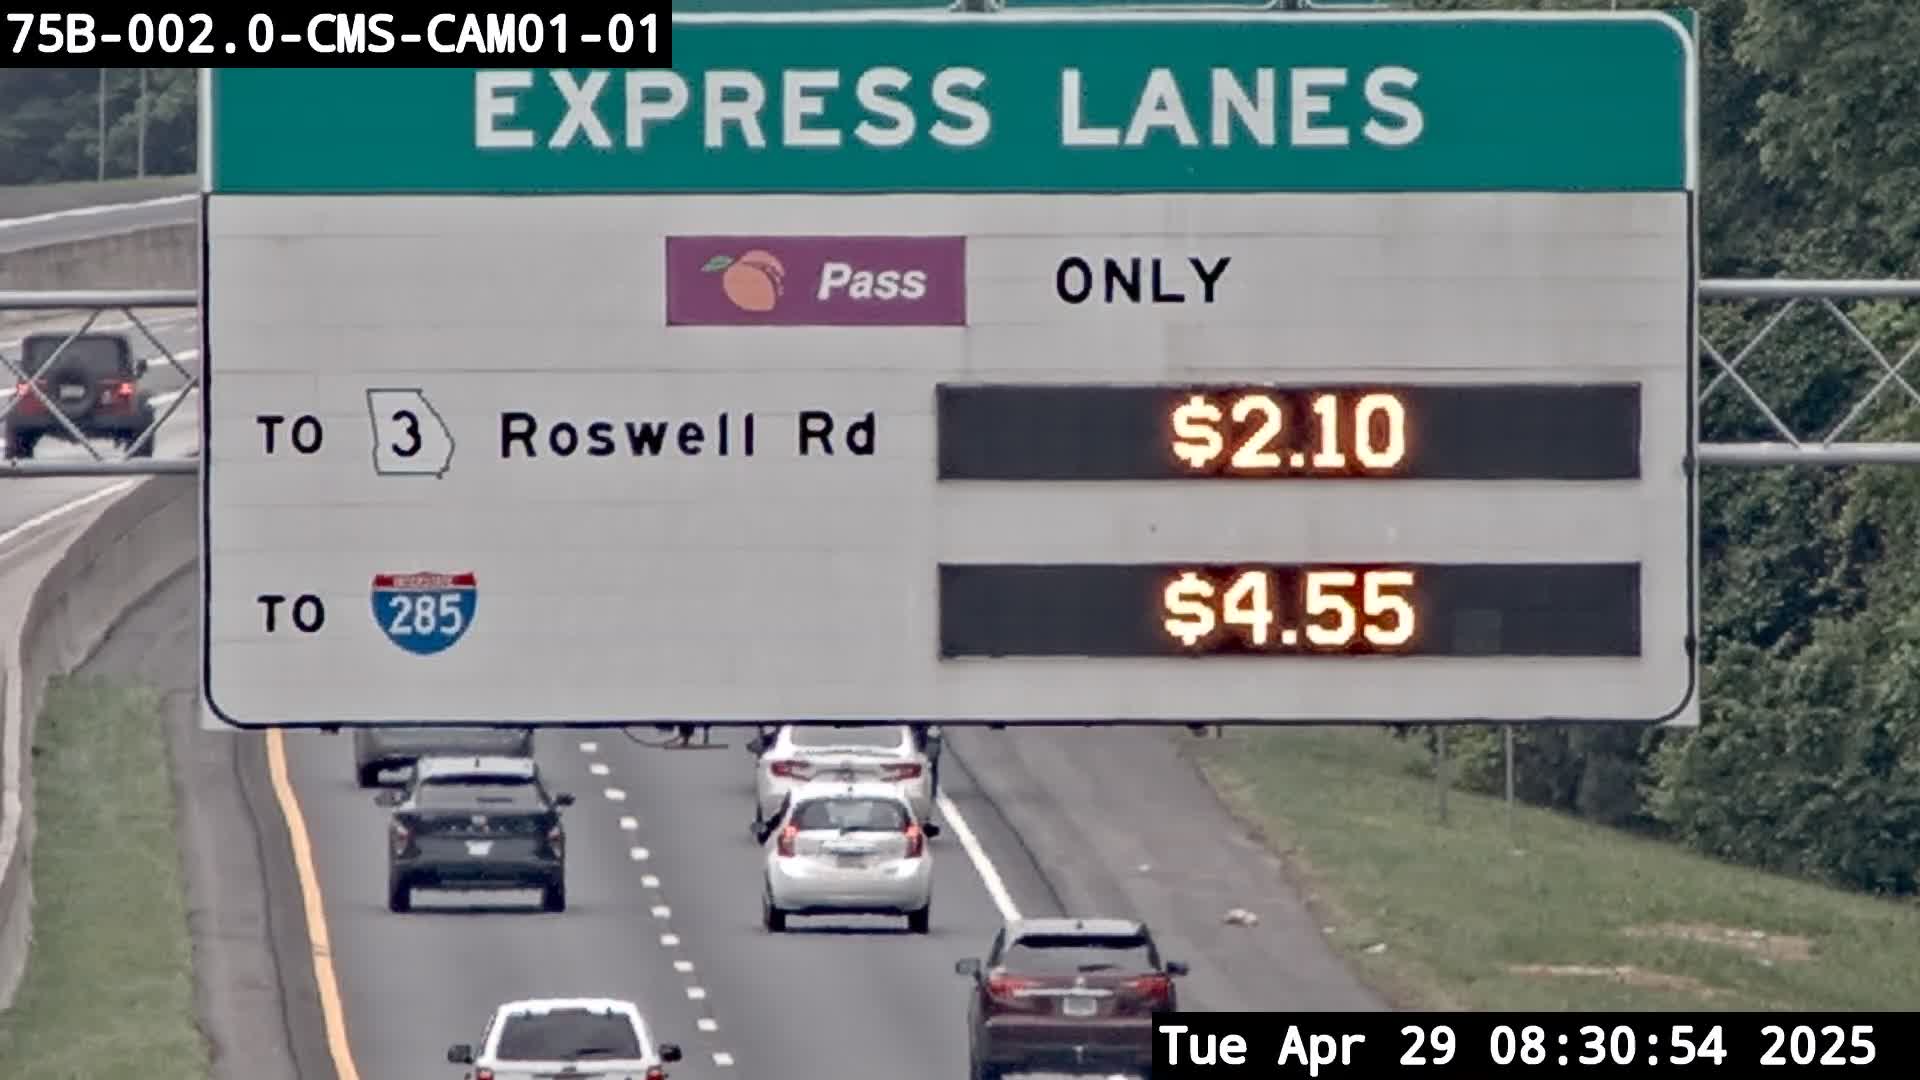 75B-002.0-CMS-CAM01-01
EXPRESS LANES
Pass ONLY
TO 3 Roswell Rd $2.10
INTERSTATE
TO 285 $4.55
Tue Apr 29 08:30:54 2025